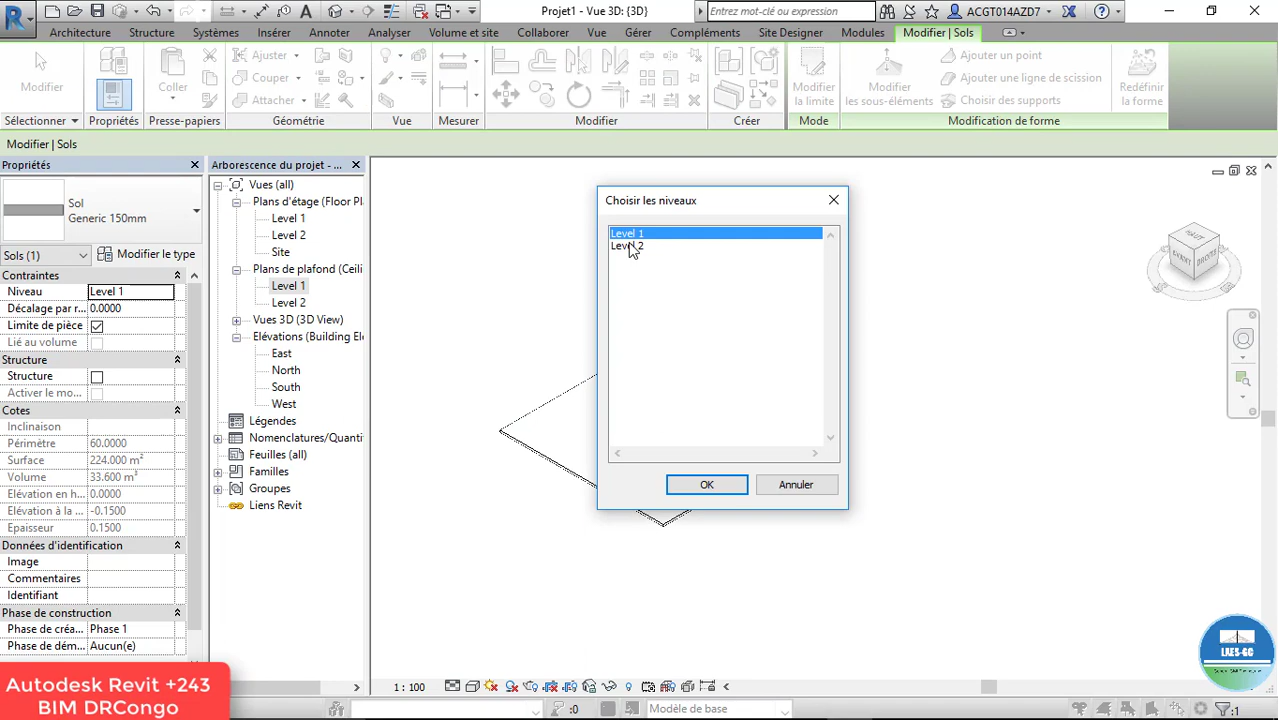 Projet1 - Vue 3D: {3D}
Entrez mot-clé ou expression
ACGT014AZD7
Architecture
Structure
Systèmes
Insérer
Annoter
Analyser
Volume et site
Collaborer
Vue
Gérer
Compléments
Site Designer
Modules
Modifier | Sols
Modifier
Coller
Ajuster
Couper
Attacher
Modifier
la limite
Modifier
les sous-éléments
Ajouter un point
Ajouter une ligne de scission
Choisir des supports
Redéfinir
la forme
Sélectionner
Propriétés
Presse-papiers
Géométrie
Vue
Mesurer
Modifier
Créer
Mode
Modification de forme
Modifier | Sols
Propriétés
Sol
Generic 150mm
Sols (1)
Modifier le type
Contraintes
Niveau Level 1
Décalage par r... 0.0000
Limite de pièce
Lié au volume
Structure
Structure
Activer le mo...
Cotes
Inclinaison
Périmètre 60.0000
Surface 224.000 m²
Volume 33.600 m³
Elévation en h... 0.0000
Elévation à la ... -0.1500
Epaisseur 0.1500
Données d'identification
Image
Commentaires
Identifiant
Phase de construction
Phase de créa... Phase 1
Phase de dém... Aucun(e)
Arborescence du projet - ...
Vues (all)
Plans d'étage (Floor Pl
Level 1
Level 2
Site
Plans de plafond (Ceili
Level 1
Level 2
Vues 3D (3D View)
Elévations (Building El
East
North
South
West
Légendes
Nomenclatures/Quanti
Feuilles (all)
Familles
Groupes
Liens Revit
Choisir les niveaux
Level 1
Level 2
OK
Annuler
HAUT
AVANT
DROITE
1 : 100
:0
Modèle de base
:1
LAES-GC
Autodesk Revit +243
BIM DRCongo